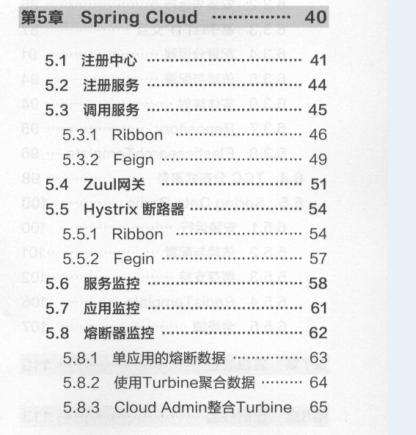 第5章 Spring Cloud ·············· 40
5.1 注册中心 ·························· 41
5.2 注册服务 ·························· 44
5.3 调用服务 ·························· 45
5.3.1 Ribbon ······················· 46
5.3.2 Feign ························ 49
5.4 Zuul网关 ·························· 51
5.5 Hystrix 断路器 ··················· 54
5.5.1 Ribbon ······················· 54
5.5.2 Fegin ························ 57
5.6 服务监控 ·························· 58
5.7 应用监控 ·························· 61
5.8 熔断器监控 ························ 62
5.8.1 单应用的熔断数据 ············ 63
5.8.2 使用Turbine聚合数据 ········· 64
5.8.3 Cloud Admin整合Turbine 65